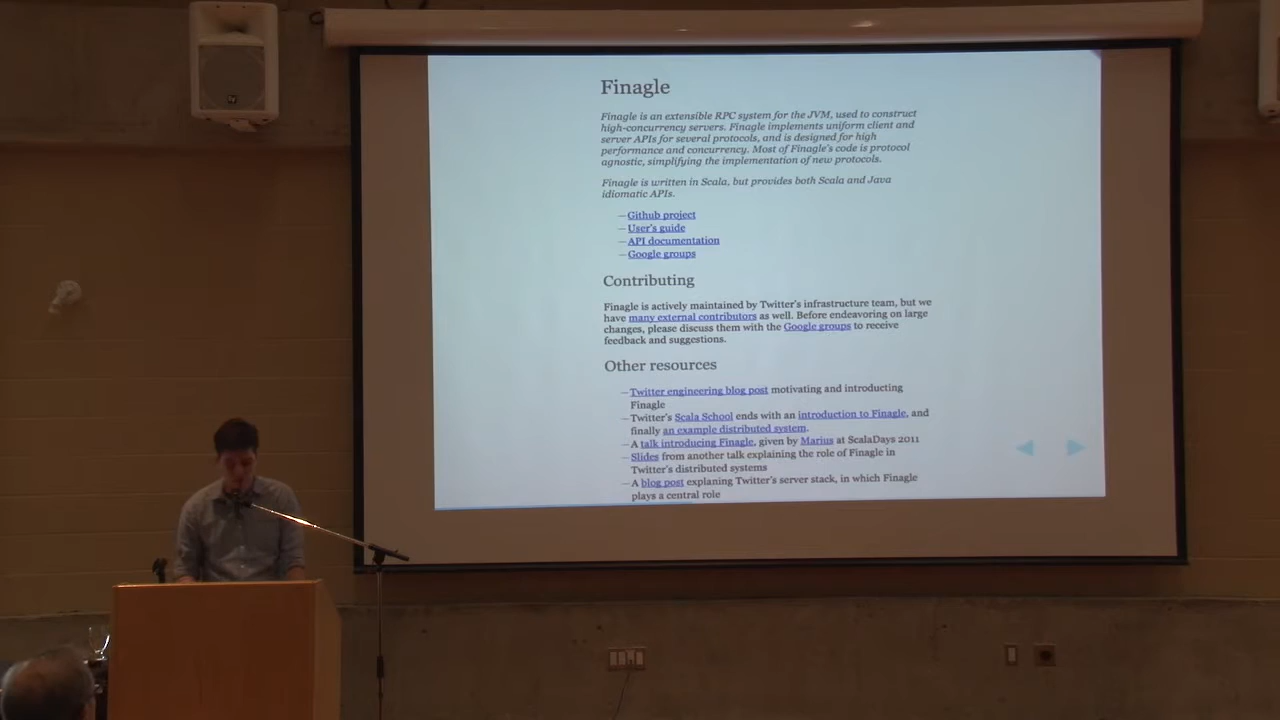 Finagle
Finagle is an extensible RPC system for the JVM, used to construct
high-concurrency servers. Finagle implements uniform client and
server APIs for several protocols, and is designed for high
performance and concurrency. Most of Finagle's code is protocol
agnostic, simplifying the implementation of new protocols.
Finagle is written in Scala, but provides both Scala and Java
idiomatic APIs.
—Github project
—User's guide
—API documentation
—Google groups
Contributing
Finagle is actively maintained by Twitter's infrastructure team, but we
have many external contributors as well. Before endeavoring on large
changes, please discuss them with the Google groups to receive
feedback and suggestions.
Other resources
—Twitter engineering blog post motivating and introducing
Finagle
—Twitter's Scala School ends with an introduction to Finagle, and
finally an example distributed system.
—A talk introducing Finagle, given by Marius at ScalaDays 2011
—Slides from another talk explaining the role of Finagle in
Twitter's distributed systems
—A blog post explaning Twitter's server stack, in which Finagle
plays a central role